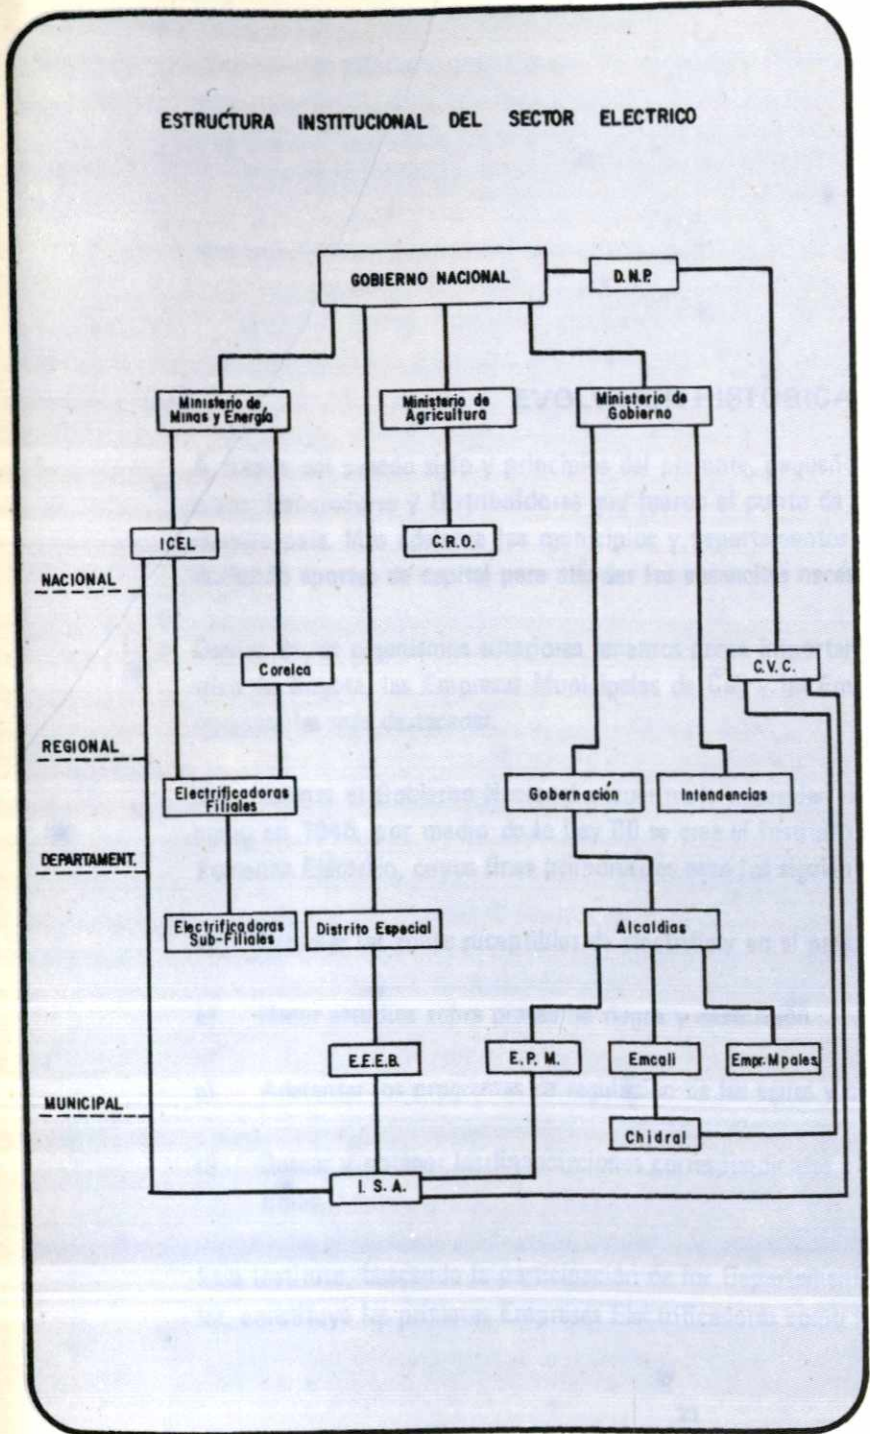 ESTRUCTURA INSTITUCIONAL DEL SECTOR ELECTRICO
GOBIERNO NACIONAL
D.N.P.
Ministerio de
Minas y Energía
Ministerio de
Agricultura
Ministerio de
Gobierno
ICEL
C.R.O.
NACIONAL
Corelca
C.V.C.
REGIONAL
Electrificadoras
Filiales
Gobernación
Intendencias
DEPARTAMENT.
Electrificadoras
Sub-Filiales
Distrito Especial
Alcaldias
E.E.E.B.
E.P.M.
Emcali
Empr. Mpales.
MUNICIPAL
Chidral
I.S.A.